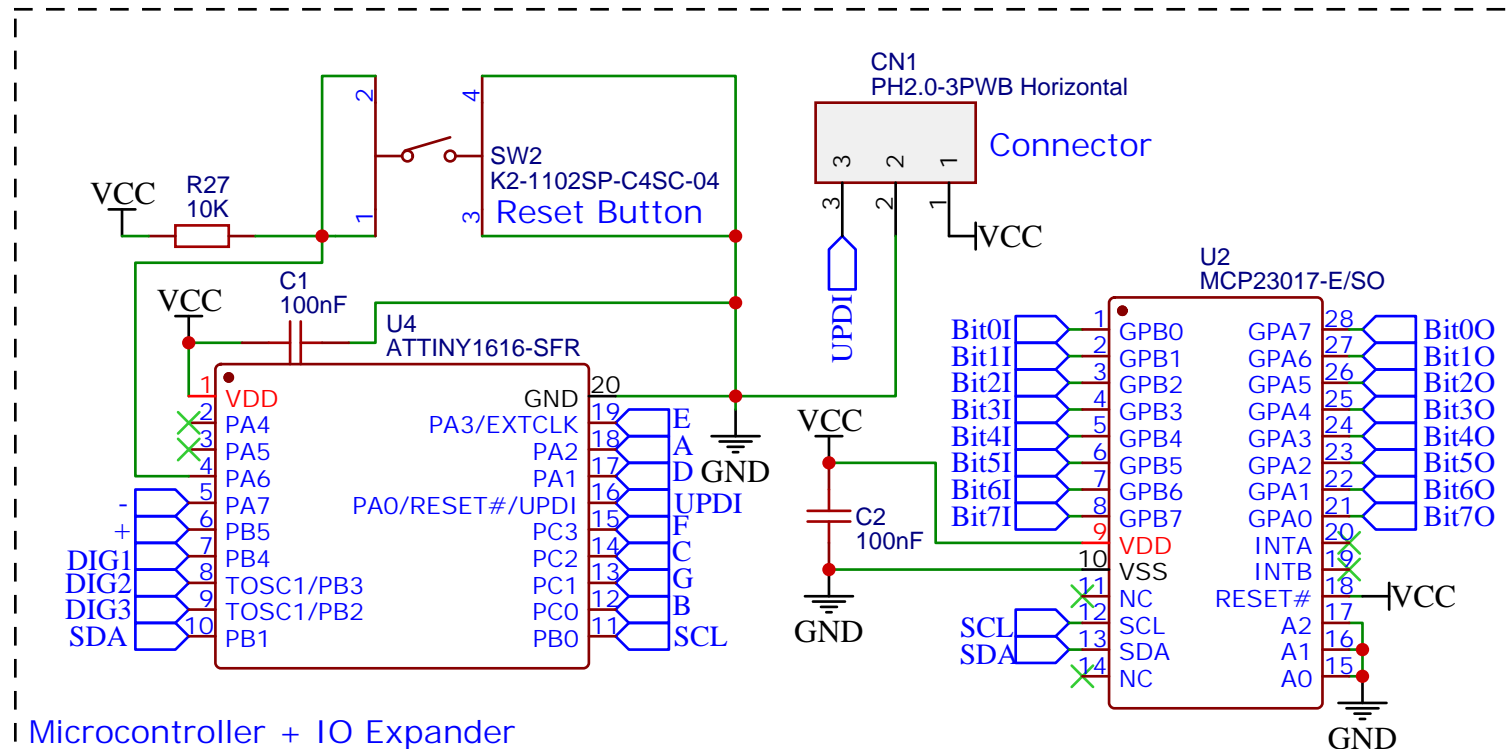 CN1
PH2.0-3PWB Horizontal
Connector
3 2 1
3 2 1
VCC
UPDI
2 4
1 3
SW2
K2-1102SP-C4SC-04
Reset Button
VCC
R27
10K
C1
100nF
VCC
U4
ATTINY1616-SFR
1 VDD
2 PA4
3 PA5
4 PA6
- 5 PA7
+ 6 PB5
DIG1 7 PB4
DIG2 8 TOSC1/PB3
DIG3 9 TOSC1/PB2
SDA 10 PB1
GND 20
PA3/EXTCLK 19 E
PA2 18 A
PA1 17 D
PA0/RESET#/UPDI 16 UPDI
PC3 15 F
PC2 14 C
PC1 13 G
PC0 12 B
PB0 11 SCL
GND
U2
MCP23017-E/SO
Bit0I 1 GPB0
Bit1I 2 GPB1
Bit2I 3 GPB2
Bit3I 4 GPB3
Bit4I 5 GPB4
Bit5I 6 GPB5
Bit6I 7 GPB6
Bit7I 8 GPB7
9 VDD
10 VSS
11 NC
SCL 12 SCL
SDA 13 SDA
14 NC
GPA7 28 Bit0O
GPA6 27 Bit1O
GPA5 26 Bit2O
GPA4 25 Bit3O
GPA3 24 Bit4O
GPA2 23 Bit5O
GPA1 22 Bit6O
GPA0 21 Bit7O
INTA 20
INTB 19
RESET# 18 VCC
A2 17
A1 16
A0 15
GND
VCC
C2
100nF
GND
Microcontroller + IO Expander